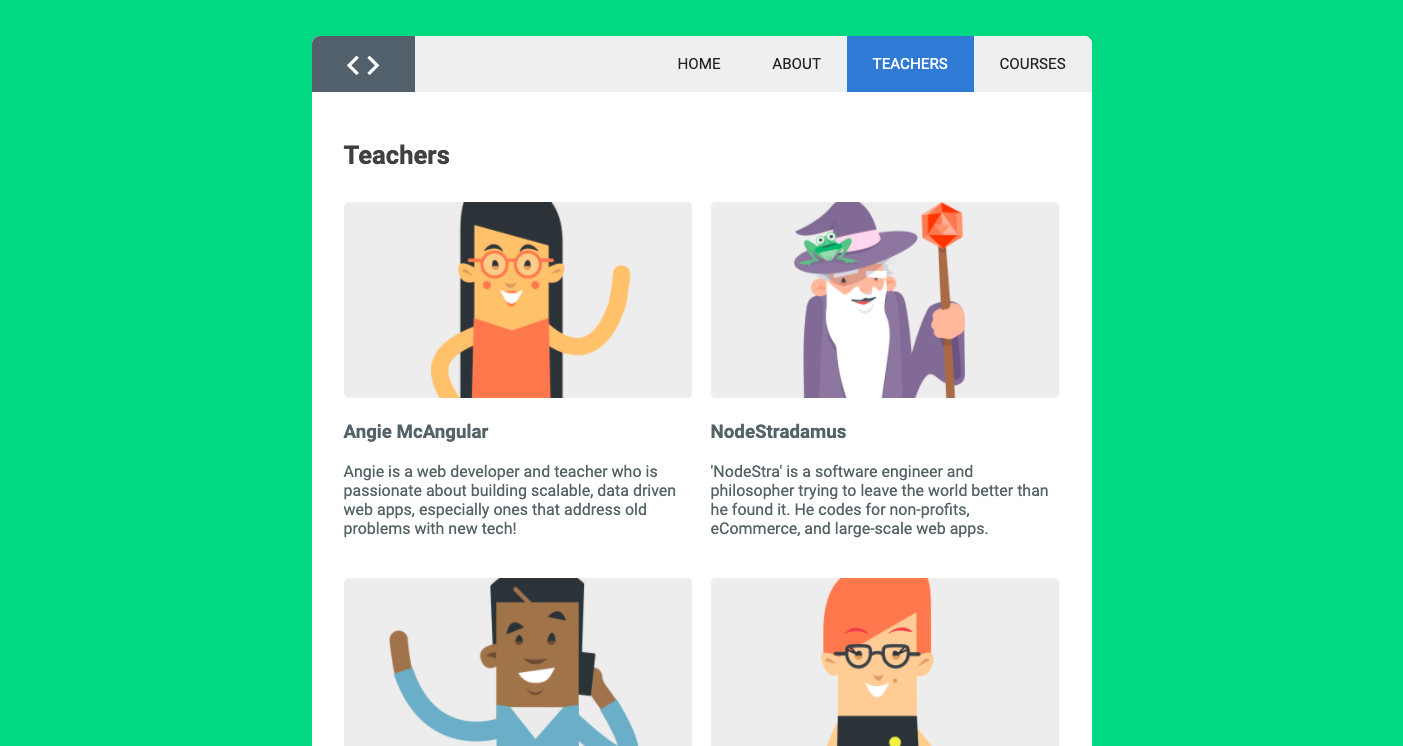 HOME ABOUT TEACHERS COURSES
Teachers
Angie McAngular
Angie is a web developer and teacher who is
passionate about building scalable, data driven
web apps, especially ones that address old
problems with new tech!
NodeStradamus
'NodeStra' is a software engineer and
philosopher trying to leave the world better than
he found it. He codes for non-profits,
eCommerce, and large-scale web apps.